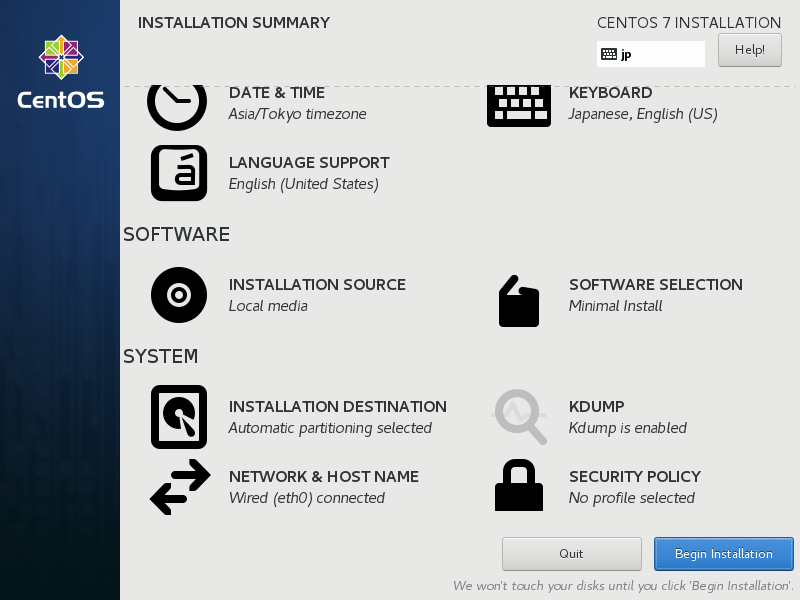 INSTALLATION SUMMARY
CENTOS 7 INSTALLATION
jp
Help!
CentOS
DATE & TIME
Asia/Tokyo timezone
KEYBOARD
Japanese, English (US)
LANGUAGE SUPPORT
English (United States)
SOFTWARE
INSTALLATION SOURCE
Local media
SOFTWARE SELECTION
Minimal Install
SYSTEM
INSTALLATION DESTINATION
Automatic partitioning selected
KDUMP
Kdump is enabled
NETWORK & HOST NAME
Wired (eth0) connected
SECURITY POLICY
No profile selected
Quit
Begin Installation
We won't touch your disks until you click 'Begin Installation'.